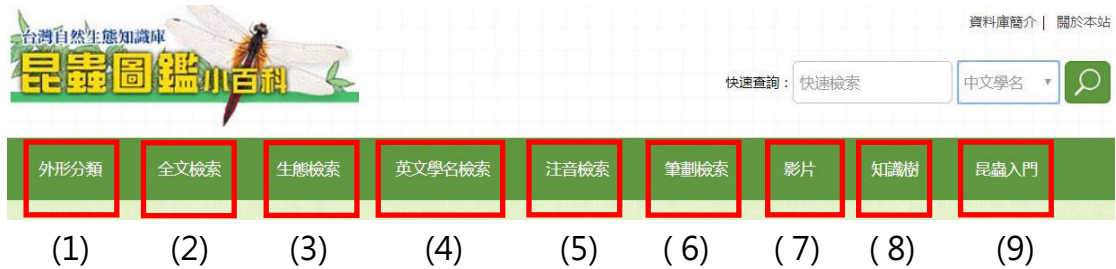 資料庫簡介| 關於本站
台灣自然生態知識庫
昆蟲圖鑑小百科
快速查詢：快速檢索 中文學名
外形分類 全文檢索 生態檢索 英文學名檢索 注音檢索 筆劃檢索 影片 知識樹 昆蟲入門
(1) (2) (3) (4) (5) ( 6) ( 7) ( 8) (9)